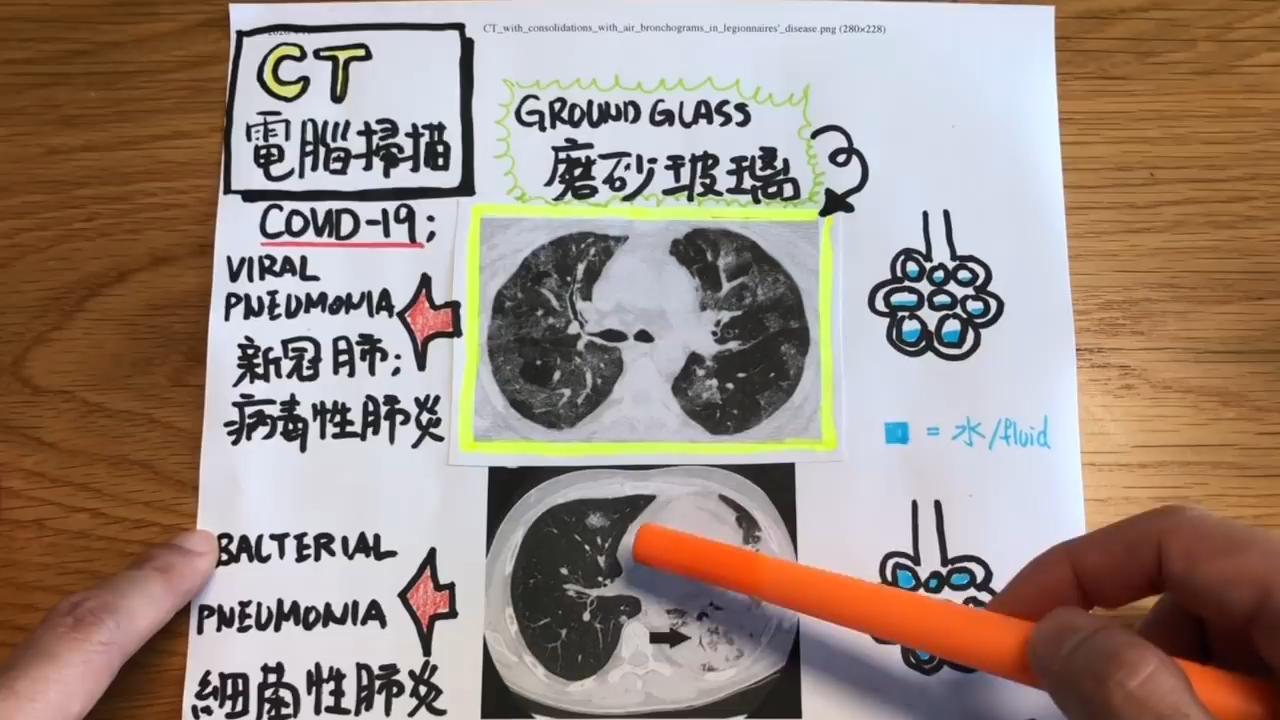 CT_with_consolidations_with_air_bronchograms_in_legionnaires'_disease.png (280×228)
CT
電腦掃描
GROUND GLASS
磨砂玻璃
COVID-19:
VIRAL
PNEUMONIA
新冠肺:
病毒性肺炎
= 水/fluid
BACTERIAL
PNEUMONIA
細菌性肺炎